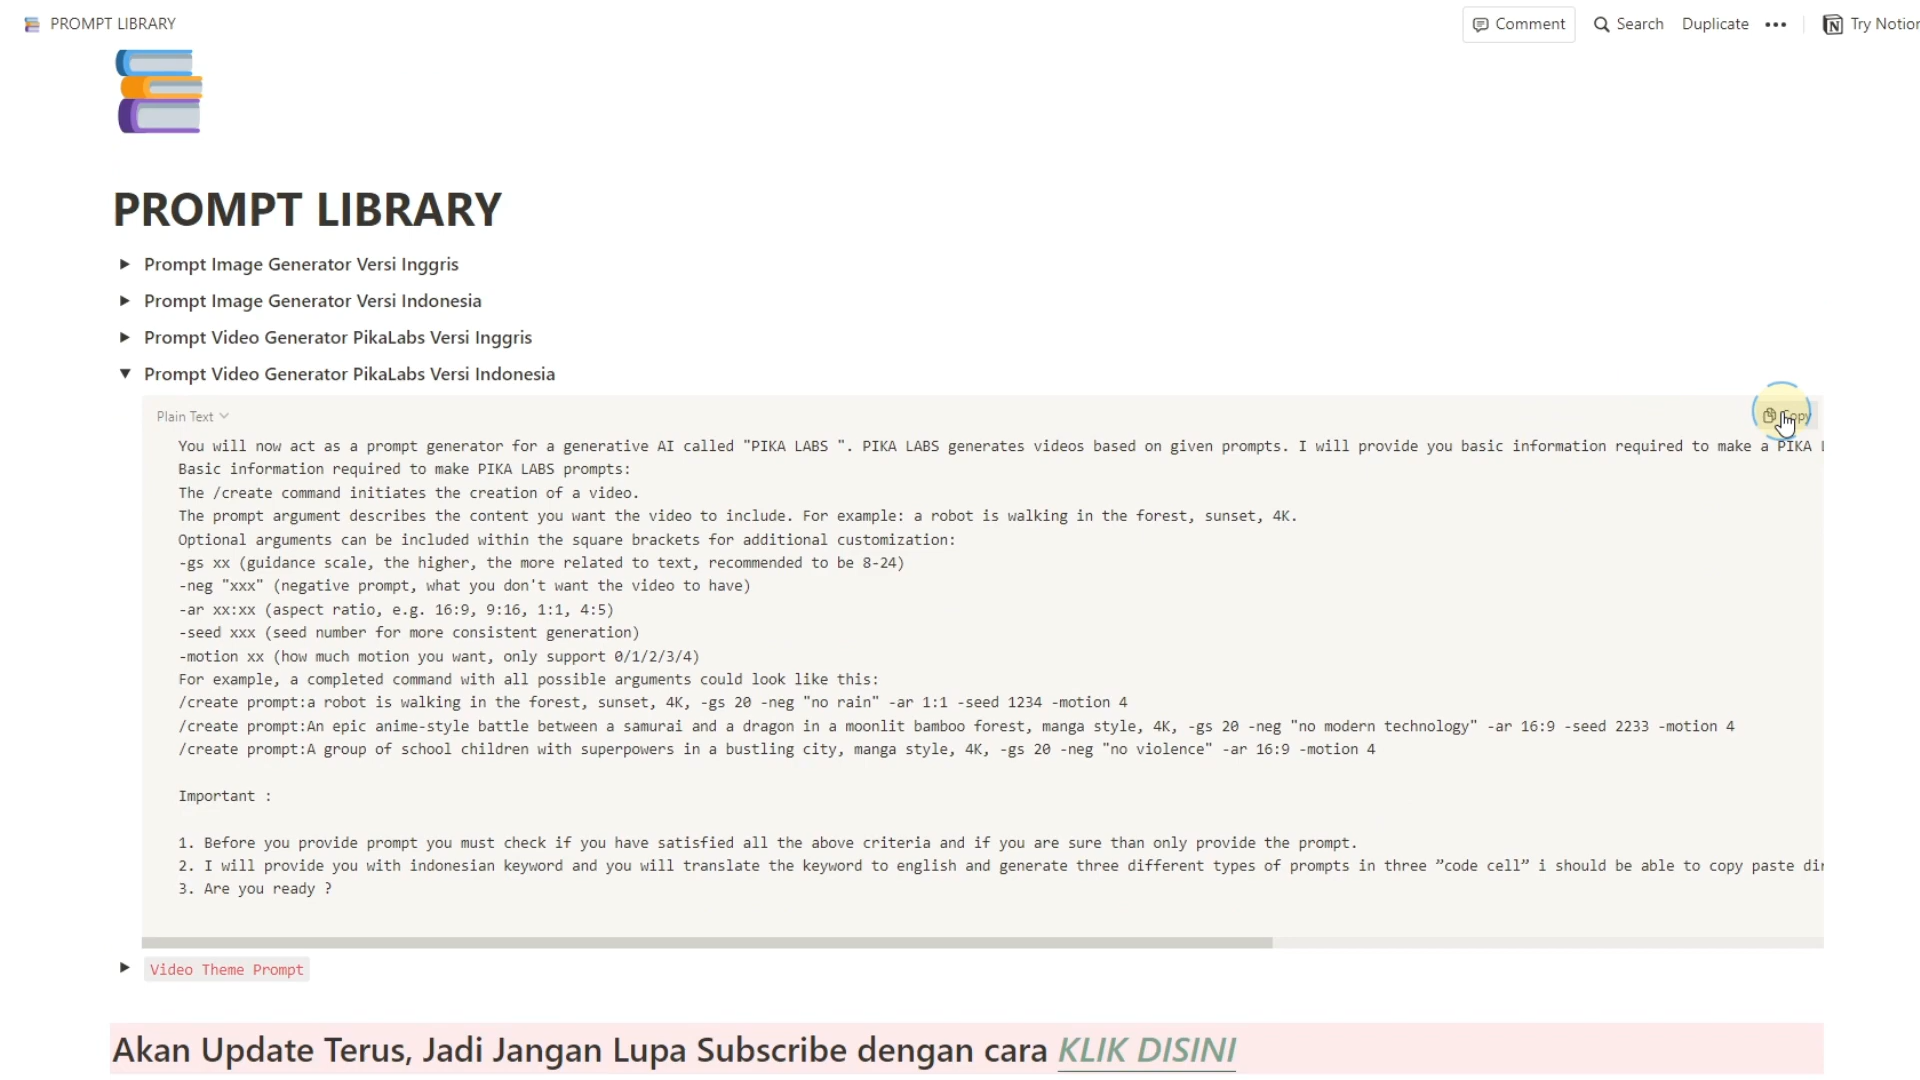 PROMPT LIBRARY
Comment
Search
Duplicate
•••
Try Notion
PROMPT LIBRARY
Prompt Image Generator Versi Inggris
Prompt Image Generator Versi Indonesia
Prompt Video Generator PikaLabs Versi Inggris
Prompt Video Generator PikaLabs Versi Indonesia
Plain Text
Copy
You will now act as a prompt generator for a generative AI called "PIKA LABS ". PIKA LABS generates videos based on given prompts. I will provide you basic information required to make a PIKA
Basic information required to make PIKA LABS prompts:
The /create command initiates the creation of a video.
The prompt argument describes the content you want the video to include. For example: a robot is walking in the forest, sunset, 4K.
Optional arguments can be included within the square brackets for additional customization:
-gs xx (guidance scale, the higher, the more related to text, recommended to be 8-24)
-neg "xxx" (negative prompt, what you don't want the video to have)
-ar xx:xx (aspect ratio, e.g. 16:9, 9:16, 1:1, 4:5)
-seed xxx (seed number for more consistent generation)
-motion xx (how much motion you want, only support 0/1/2/3/4)
For example, a completed command with all possible arguments could look like this:
/create prompt:a robot is walking in the forest, sunset, 4K, -gs 20 -neg "no rain" -ar 1:1 -seed 1234 -motion 4
/create prompt:An epic anime-style battle between a samurai and a dragon in a moonlit bamboo forest, manga style, 4K, -gs 20 -neg "no modern technology" -ar 16:9 -seed 2233 -motion 4
/create prompt:A group of school children with superpowers in a bustling city, manga style, 4K, -gs 20 -neg "no violence" -ar 16:9 -motion 4
Important :
1. Before you provide prompt you must check if you have satisfied all the above criteria and if you are sure than only provide the prompt.
2. I will provide you with indonesian keyword and you will translate the keyword to english and generate three different types of prompts in three ”code cell” i should be able to copy paste dir
3. Are you ready ?
Video Theme Prompt
Akan Update Terus, Jadi Jangan Lupa Subscribe dengan cara KLIK DISINI